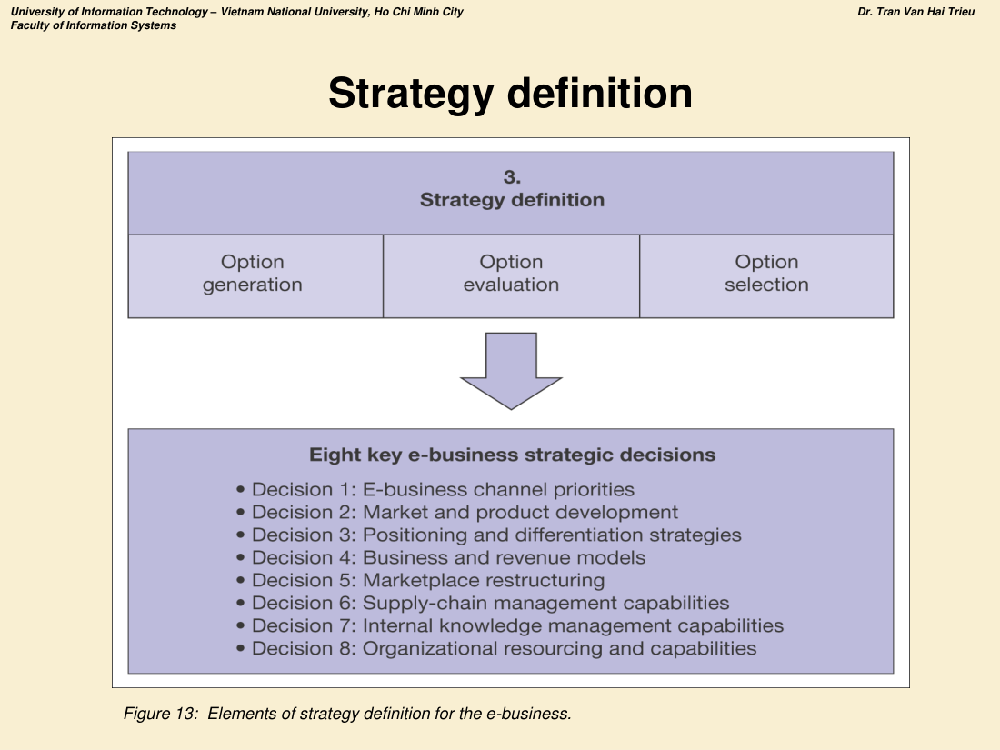 University of Information Technology – Vietnam National University, Ho Chi Minh City
Faculty of Information Systems
Dr. Tran Van Hai Trieu
Strategy definition
3.
Strategy definition
Option
generation
Option
evaluation
Option
selection
Eight key e-business strategic decisions
• Decision 1: E-business channel priorities
• Decision 2: Market and product development
• Decision 3: Positioning and differentiation strategies
• Decision 4: Business and revenue models
• Decision 5: Marketplace restructuring
• Decision 6: Supply-chain management capabilities
• Decision 7: Internal knowledge management capabilities
• Decision 8: Organizational resourcing and capabilities
Figure 13: Elements of strategy definition for the e-business.